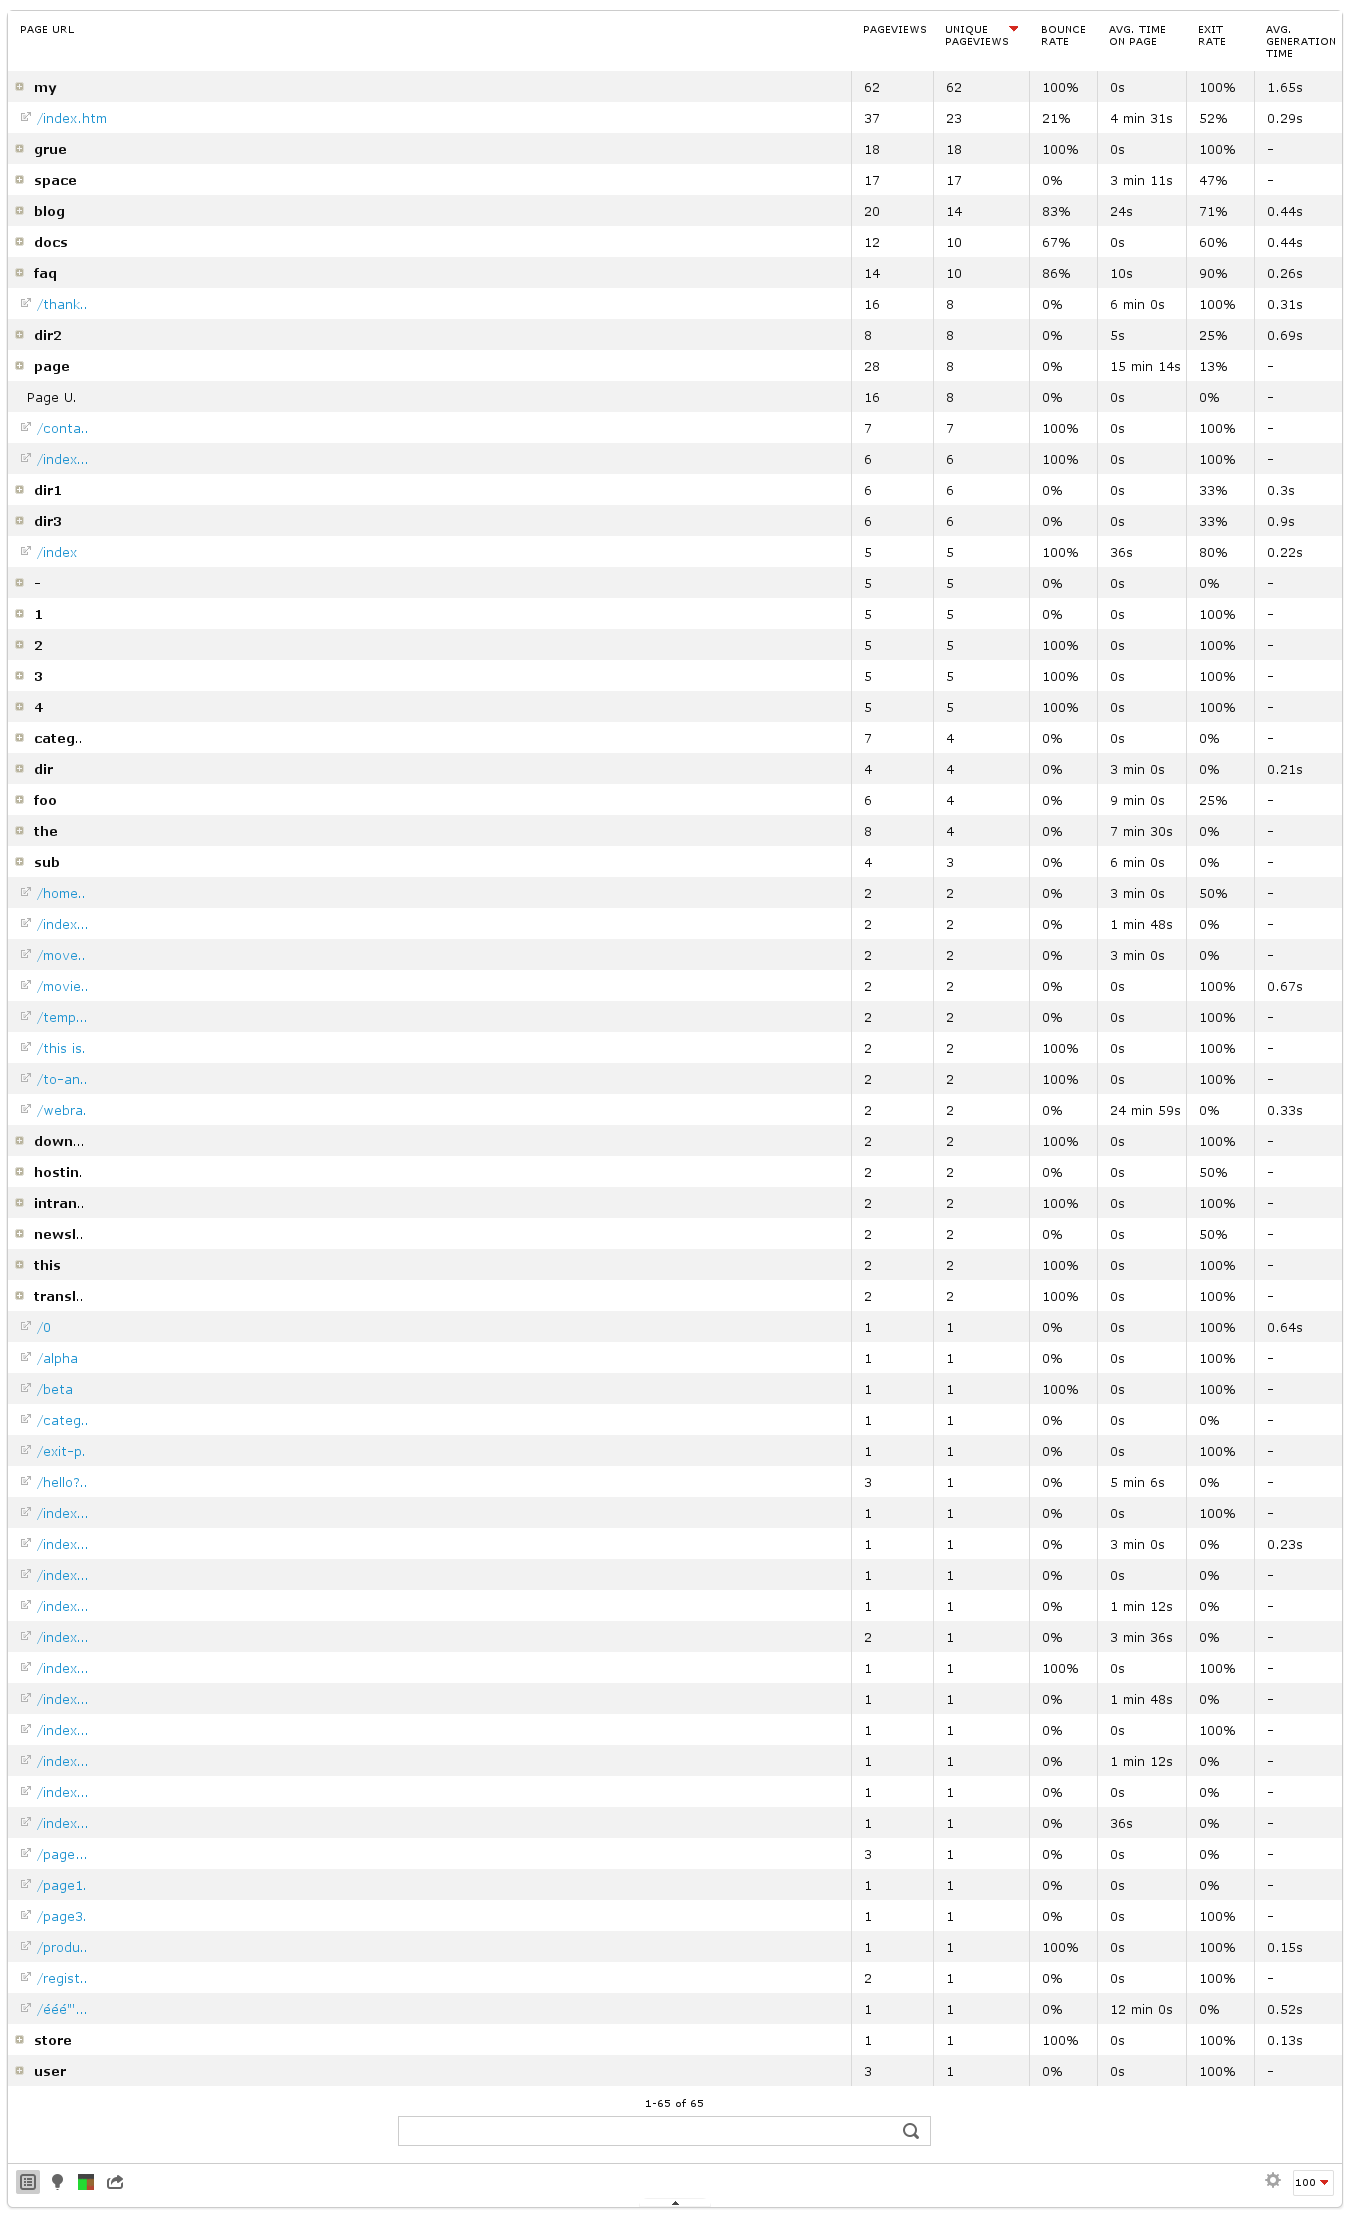 PAGE URL PAGEVIEWS UNIQUE PAGEVIEWS BOUNCE RATE AVG. TIME ON PAGE EXIT RATE AVG. GENERATION TIME
my 62 62 100% 0s 100% 1.65s
/index.htm 37 23 21% 4 min 31s 52% 0.29s
grue 18 18 100% 0s 100% -
space 17 17 0% 3 min 11s 47% -
blog 20 14 83% 24s 71% 0.44s
docs 12 10 67% 0s 60% 0.44s
faq 14 10 86% 10s 90% 0.26s
/thank.. 16 8 0% 6 min 0s 100% 0.31s
dir2 8 8 0% 5s 25% 0.69s
page 28 8 0% 15 min 14s 13% -
Page U. 16 8 0% 0s 0% -
/conta.. 7 7 100% 0s 100% -
/index... 6 6 100% 0s 100% -
dir1 6 6 0% 0s 33% 0.3s
dir3 6 6 0% 0s 33% 0.9s
/index 5 5 100% 36s 80% 0.22s
- 5 5 0% 0s 0% -
1 5 5 0% 0s 100% -
2 5 5 100% 0s 100% -
3 5 5 100% 0s 100% -
4 5 5 100% 0s 100% -
categ.. 7 4 0% 0s 0% -
dir 4 4 0% 3 min 0s 0% 0.21s
foo 6 4 0% 9 min 0s 25% -
the 8 4 0% 7 min 30s 0% -
sub 4 3 0% 6 min 0s 0% -
/home.. 2 2 0% 3 min 0s 50% -
/index... 2 2 0% 1 min 48s 0% -
/move.. 2 2 0% 3 min 0s 0% -
/movie.. 2 2 0% 0s 100% 0.67s
/temp... 2 2 0% 0s 100% -
/this is. 2 2 100% 0s 100% -
/to-an.. 2 2 100% 0s 100% -
/webra. 2 2 0% 24 min 59s 0% 0.33s
down... 2 2 100% 0s 100% -
hostin. 2 2 0% 0s 50% -
intran.. 2 2 100% 0s 100% -
newsl.. 2 2 0% 0s 50% -
this 2 2 100% 0s 100% -
transl.. 2 2 100% 0s 100% -
/0 1 1 0% 0s 100% 0.64s
/alpha 1 1 0% 0s 100% -
/beta 1 1 100% 0s 100% -
/categ.. 1 1 0% 0s 0% -
/exit-p. 1 1 0% 0s 100% -
/hello?.. 3 1 0% 5 min 6s 0% -
/index... 1 1 0% 0s 100% -
/index... 1 1 0% 3 min 0s 0% 0.23s
/index... 1 1 0% 0s 0% -
/index... 1 1 0% 1 min 12s 0% -
/index... 2 1 0% 3 min 36s 0% -
/index... 1 1 100% 0s 100% -
/index... 1 1 0% 1 min 48s 0% -
/index... 1 1 0% 0s 100% -
/index... 1 1 0% 1 min 12s 0% -
/index... 1 1 0% 0s 0% -
/index... 1 1 0% 36s 0% -
/page... 3 1 0% 0s 0% -
/page1. 1 1 0% 0s 0% -
/page3. 1 1 0% 0s 100% -
/produ.. 1 1 100% 0s 100% 0.15s
/regist.. 2 1 0% 0s 100% -
/ééé"'... 1 1 0% 12 min 0s 0% 0.52s
store 1 1 100% 0s 100% 0.13s
user 3 1 0% 0s 100% -
1-65 of 65
100